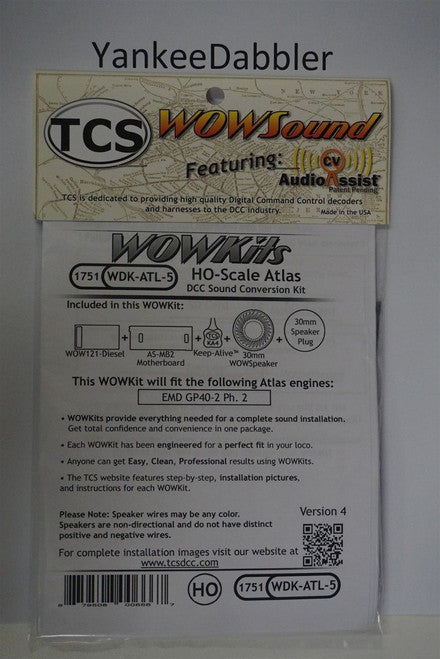 YankeeDabbler
TCS WOWSound
Featuring: CV
AudioAssist®
Patent Pending
TCS is dedicated to providing high quality Digital Command Control decoders
and harnesses to the DCC industry.
Made in the USA
WOWKits
1751 WDK-ATL-5 HO-Scale Atlas
DCC Sound Conversion Kit
Included in this WOWKit:
WOW121-Diesel + AS-MB2 Motherboard + Keep-Alive™ + 30mm WOWSpeaker + 30mm Speaker Plug
This WOWKit will fit the following Atlas engines:
EMD GP40-2 Ph. 2
• WOWKits provide everything needed for a complete sound installation.
Get total confidence and convenience in one package.
• Each WOWKit has been engineered for a perfect fit in your loco.
• Anyone can get Easy, Clean, Professional results using WOWKits.
• The TCS website features step-by-step, installation pictures,
and instructions for each WOWKit.
Please Note: Speaker wires may be any color.
Speakers are non-directional and do not have distinct
positive and negative wires.
Version 4
For complete installation images visit our website at
www.tcsdcc.com
HO 1751 WDK-ATL-5